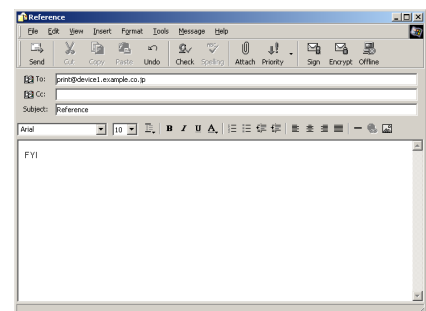 Reference
File Edit View Insert Format Tools Message Help
Send Cut Copy Paste Undo Check Spelling Attach Priority Sign Encrypt Offline
To: print@device1.example.co.jp
Cc:
Subject: Reference
Arial 10 B I U A
FYI